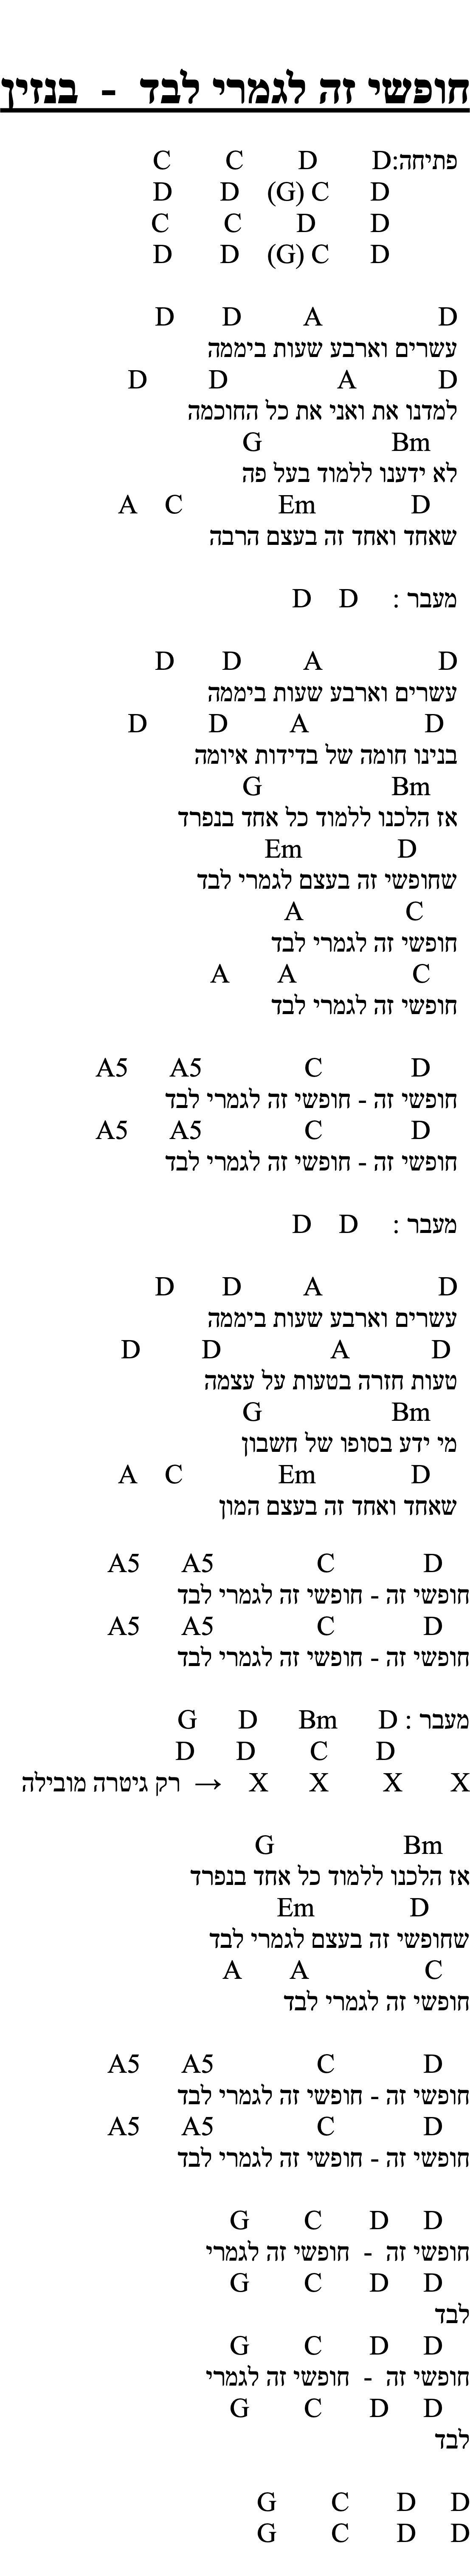 חופשי זה לגמרי לבד - בנזין
פתיחה: D D C C
D C (G) D D
D D C C
D C (G) D D
D A D D
עשרים וארבע שעות ביממה
D A D D
למדנו את ואני את כל החוכמה
Bm G
לא ידענו ללמוד בעל פה
D Em C A
שאחד ואחד זה בעצם הרבה
מעבר : D D
D A D D
עשרים וארבע שעות ביממה
D A D D
בנינו חומה של בדידות איומה
Bm G
אז הלכנו ללמוד כל אחד בנפרד
D Em
שחופשי זה בעצם לגמרי לבד
C A
חופשי זה לגמרי לבד
C A A
חופשי זה לגמרי לבד
D C A5 A5
חופשי זה - חופשי זה לגמרי לבד
D C A5 A5
חופשי זה - חופשי זה לגמרי לבד
מעבר : D D
D A D D
עשרים וארבע שעות ביממה
D A D D
טעות חזרה בטעות על עצמה
Bm G
מי ידע בסופו של חשבון
D Em C A
שאחד ואחד זה בעצם המון
D C A5 A5
חופשי זה - חופשי זה לגמרי לבד
D C A5 A5
חופשי זה - חופשי זה לגמרי לבד
מעבר : D Bm D G
D C D D
X X X X → רק גיטרה מובילה
Bm G
אז הלכנו ללמוד כל אחד בנפרד
D Em
שחופשי זה בעצם לגמרי לבד
C A A
חופשי זה לגמרי לבד
D C A5 A5
חופשי זה - חופשי זה לגמרי לבד
D C A5 A5
חופשי זה - חופשי זה לגמרי לבד
D D C G
חופשי זה - חופשי זה לגמרי
D D C G
לבד
D D C G
חופשי זה - חופשי זה לגמרי
D D C G
לבד
D D C G
D D C G